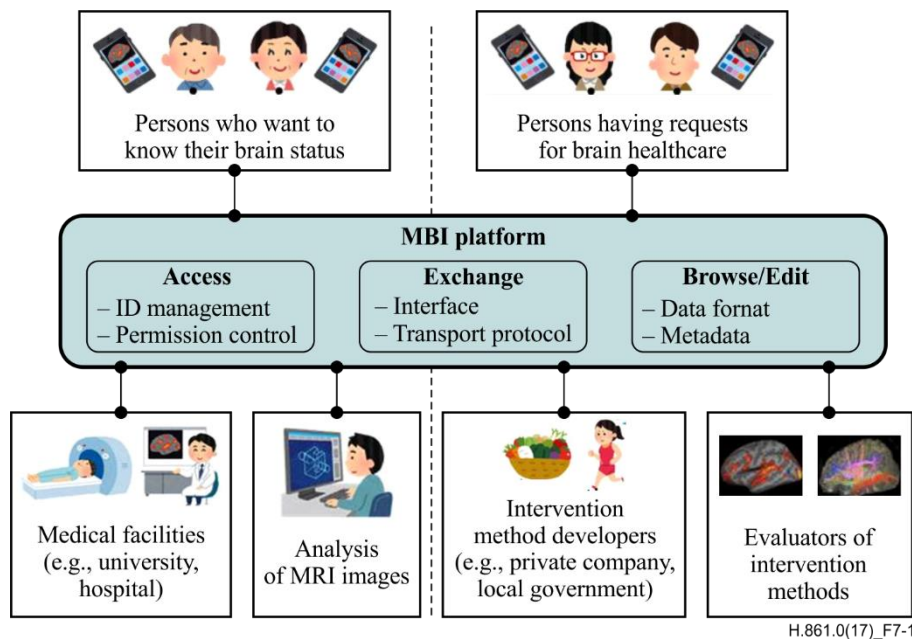 Persons who want to
know their brain status
Persons having requests
for brain healthcare
MBI platform
Access
– ID management
– Permission control
Exchange
– Interface
– Transport protocol
Browse/Edit
– Data fornat
– Metadata
Medical facilities
(e.g., university,
hospital)
Analysis
of MRI images
Intervention
method developers
(e.g., private company,
local government)
Evaluators of
intervention
methods
H.861.0(17)_F7-1